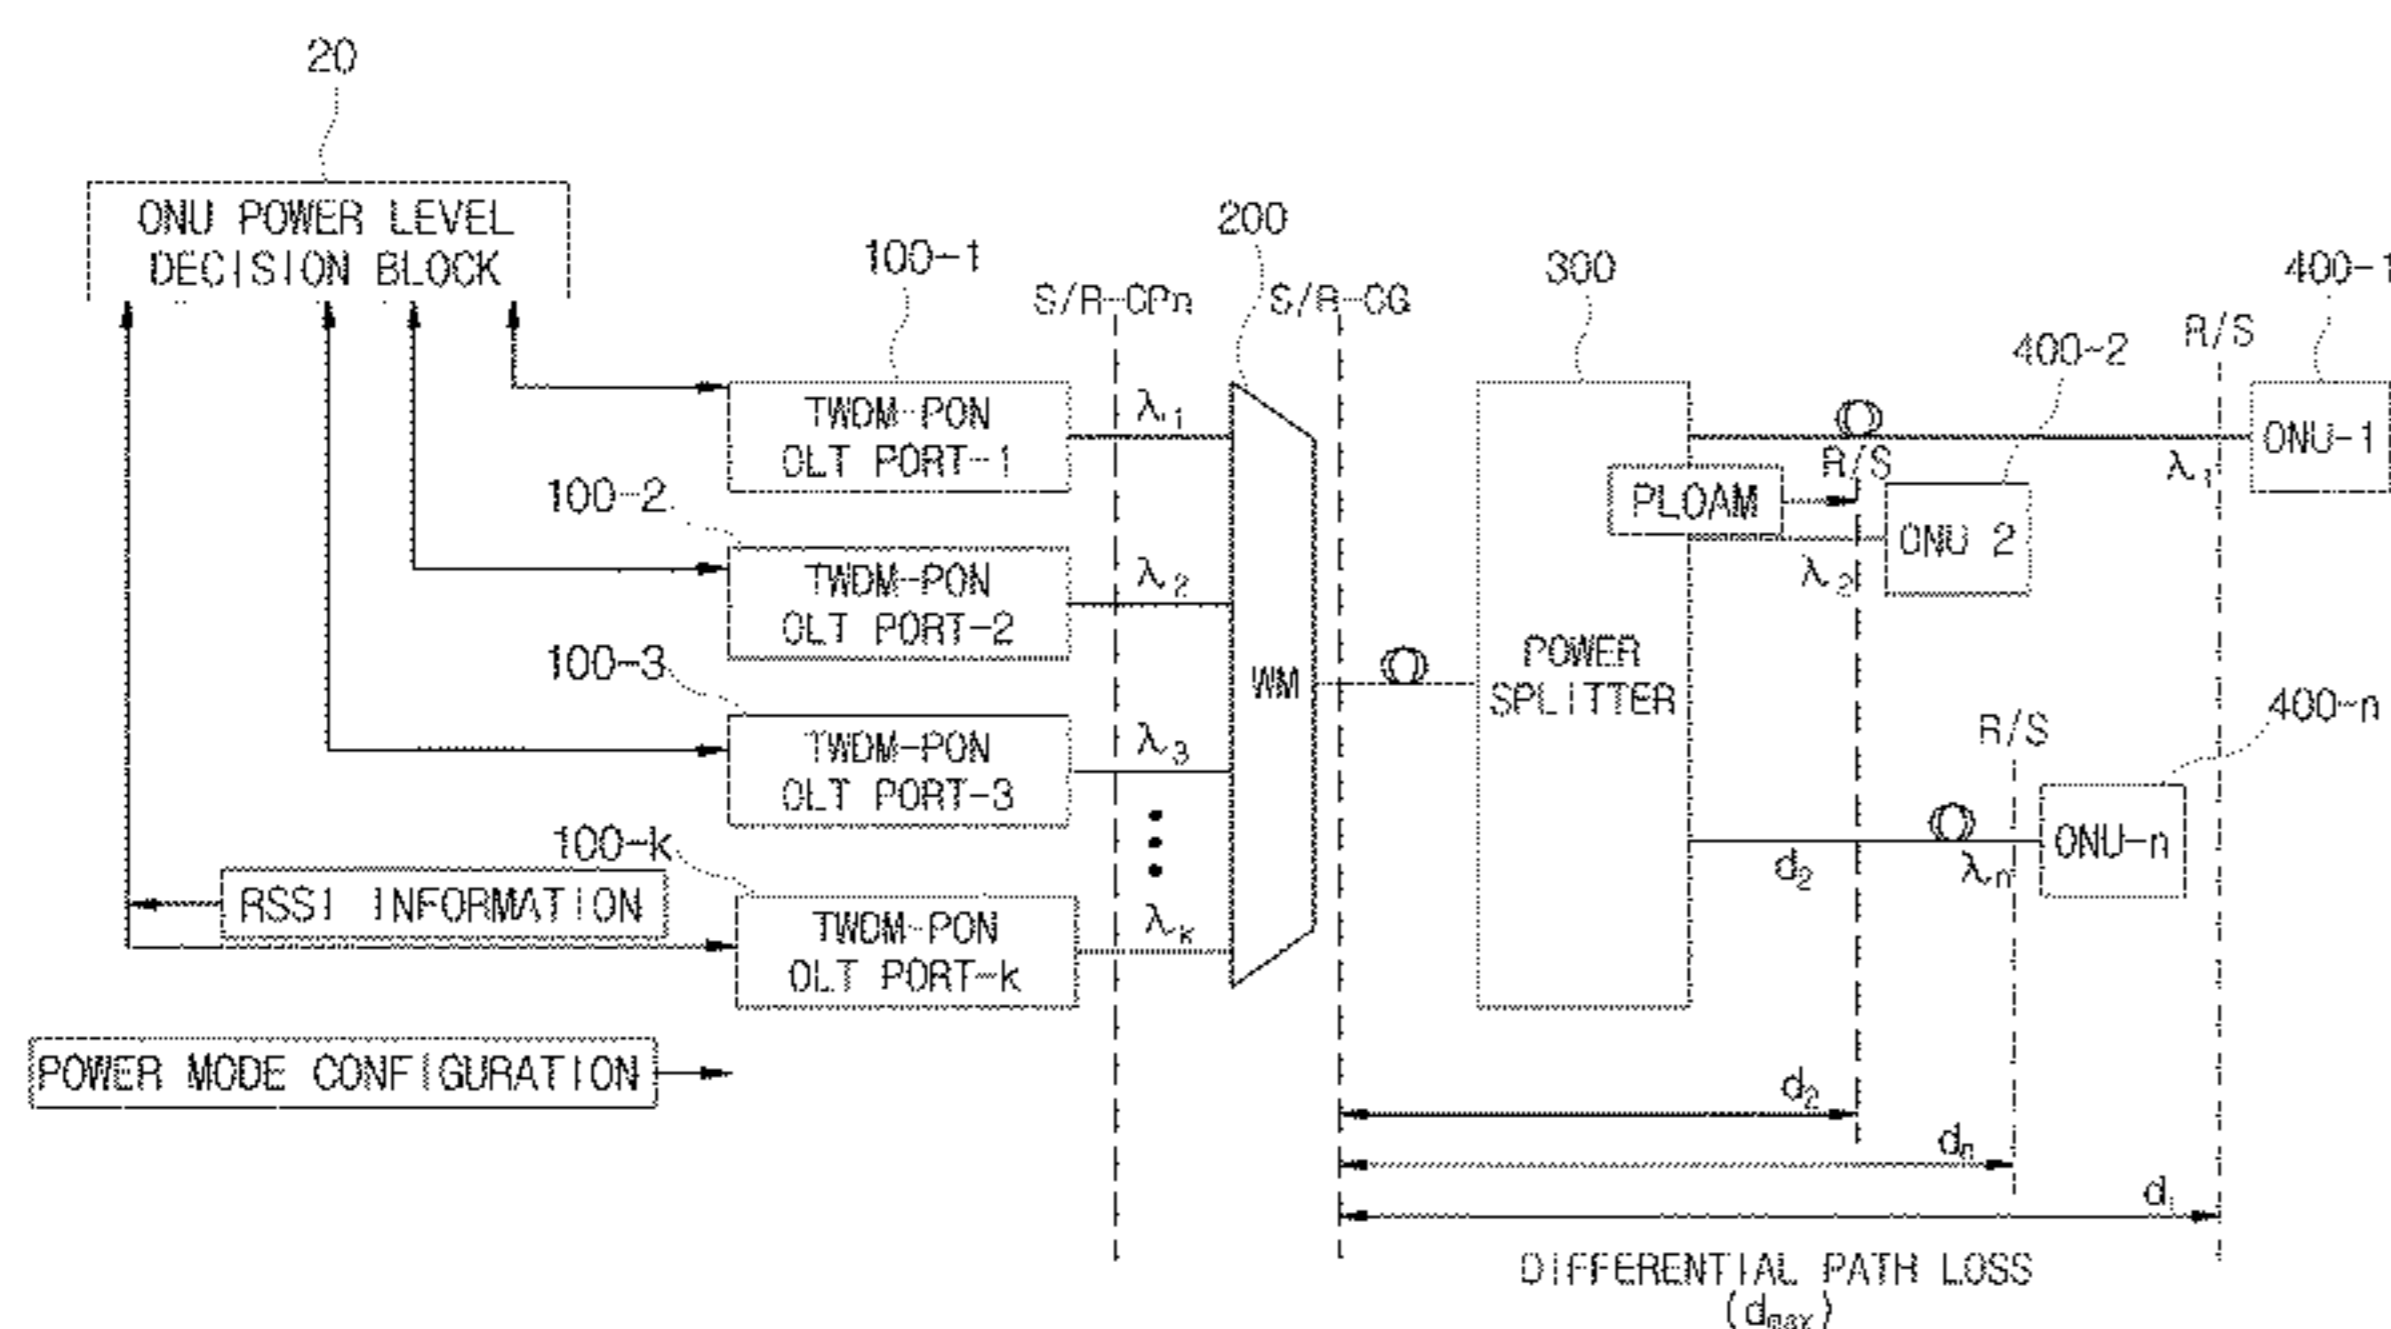 20
ONU POWER LEVEL
DECISION BLOCK
100-1
S/R-CPn
200
S/R-CG
300
400-2
R/S
400-1
TWDM-PON
OLT PORT-1
λ1
R/S
λ1
ONU-1
PLOAM
ONU 2
λ2
100-2
TWDM-PON
OLT PORT-2
λ2
100-3
TWDM-PON
OLT PORT-3
λ3
WM
POWER
SPLITTER
R/S
400-n
ONU-n
d2
λn
100-k
RSSI INFORMATION
TWDM-PON
OLT PORT-k
λk
POWER MODE CONFIGURATION
d2
dn
d1
DIFFERENTIAL PATH LOSS
(dmax)